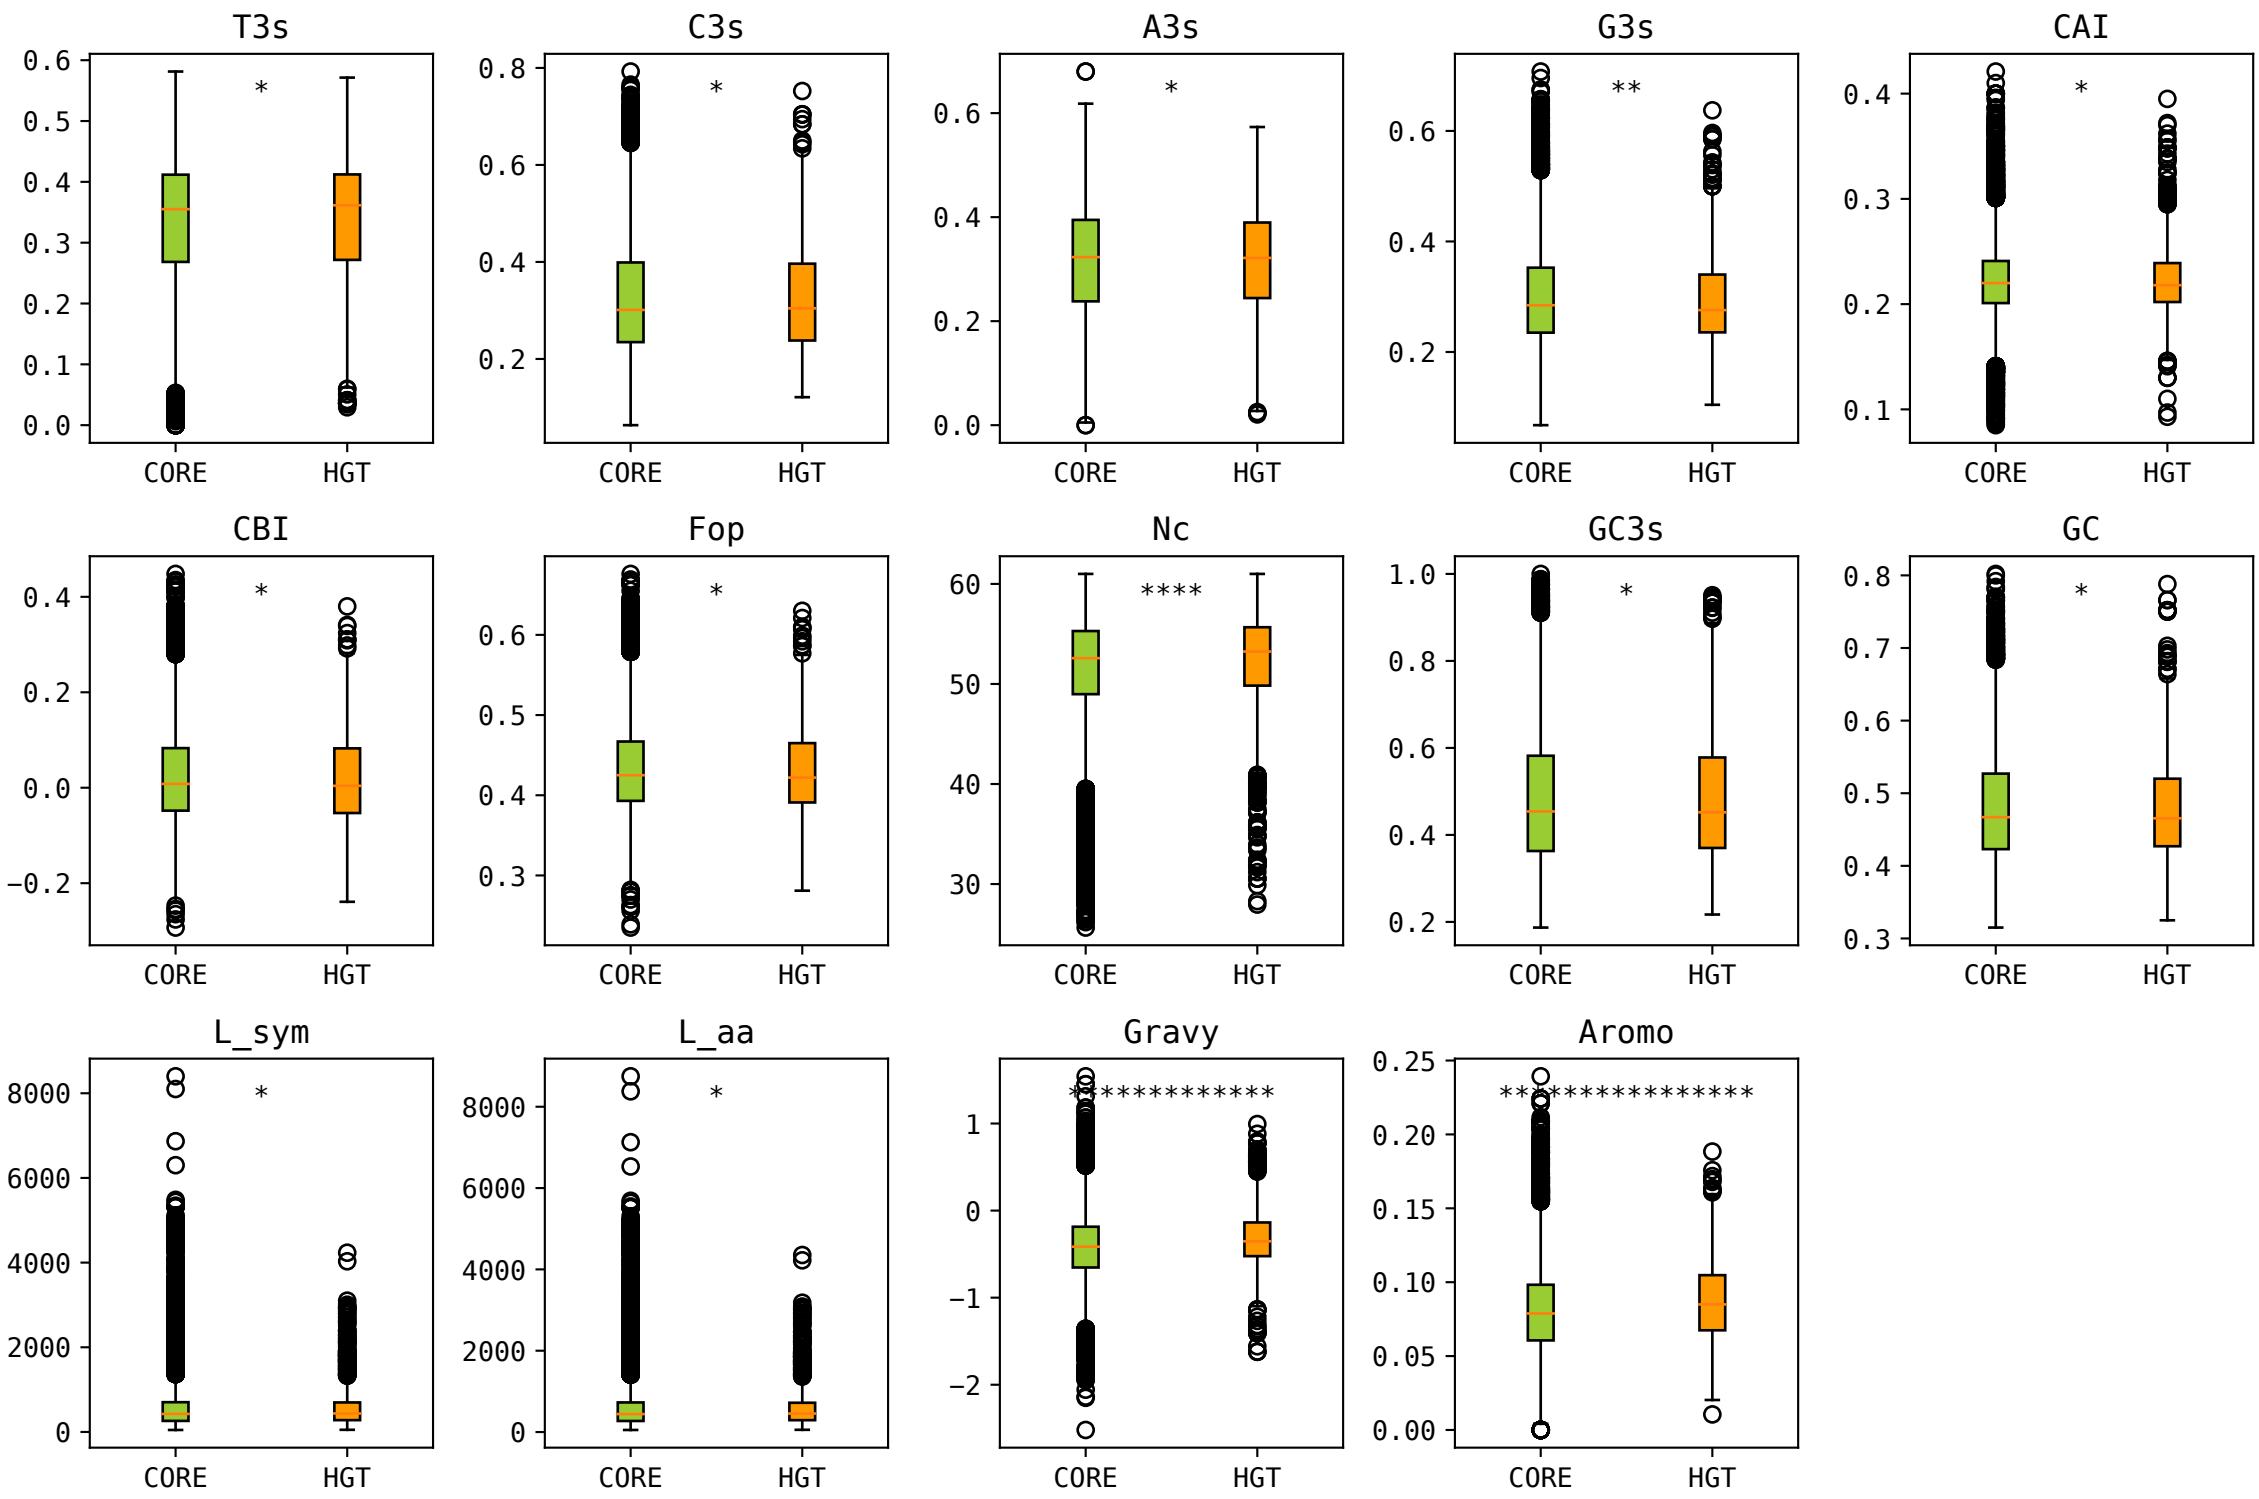 T3s
0.6
0.5
0.4
0.3
0.2
0.1
0.0
*
CORE HGT
C3s
0.8
0.6
0.4
0.2
*
CORE HGT
A3s
0.6
0.4
0.2
0.0
*
CORE HGT
G3s
0.6
0.4
0.2
**
CORE HGT
CAI
0.4
0.3
0.2
0.1
*
CORE HGT
CBI
0.4
0.2
0.0
−0.2
*
CORE HGT
Fop
0.6
0.5
0.4
0.3
*
CORE HGT
Nc
60
50
40
30
****
CORE HGT
GC3s
1.0
0.8
0.6
0.4
0.2
*
CORE HGT
GC
0.8
0.7
0.6
0.5
0.4
0.3
*
CORE HGT
L_sym
8000
6000
4000
2000
0
*
CORE HGT
L_aa
8000
6000
4000
2000
0
*
CORE HGT
Gravy
1
0
−1
−2
*************
CORE HGT
Aromo
0.25
0.20
0.15
0.10
0.05
0.00
****************
CORE HGT